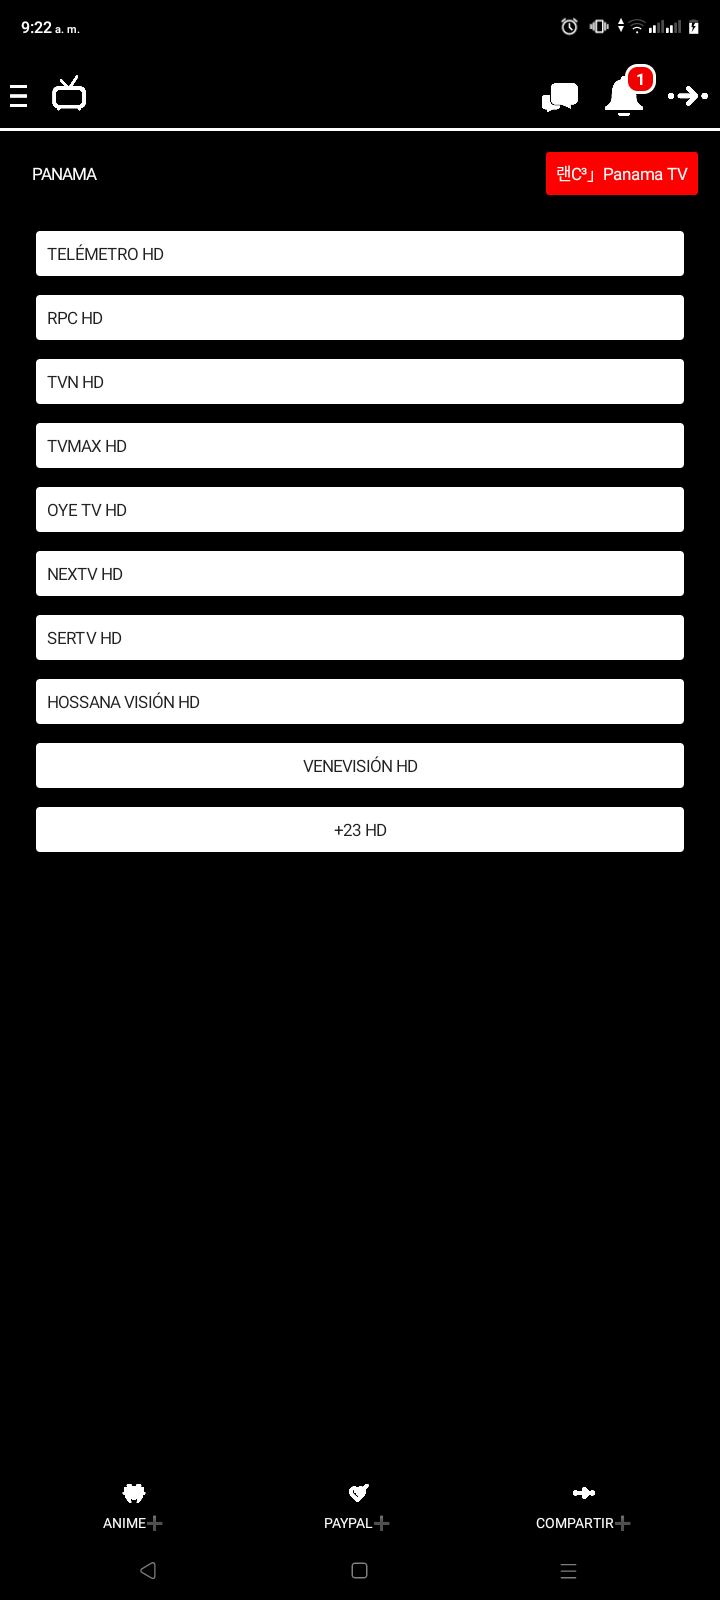 9:22 a. m.
1
PANAMA
랜C³」Panama TV
TELÉMETRO HD
RPC HD
TVN HD
TVMAX HD
OYE TV HD
NEXTV HD
SERTV HD
HOSSANA VISIÓN HD
VENEVISIÓN HD
+23 HD
ANIME➕
PAYPAL➕
COMPARTIR➕